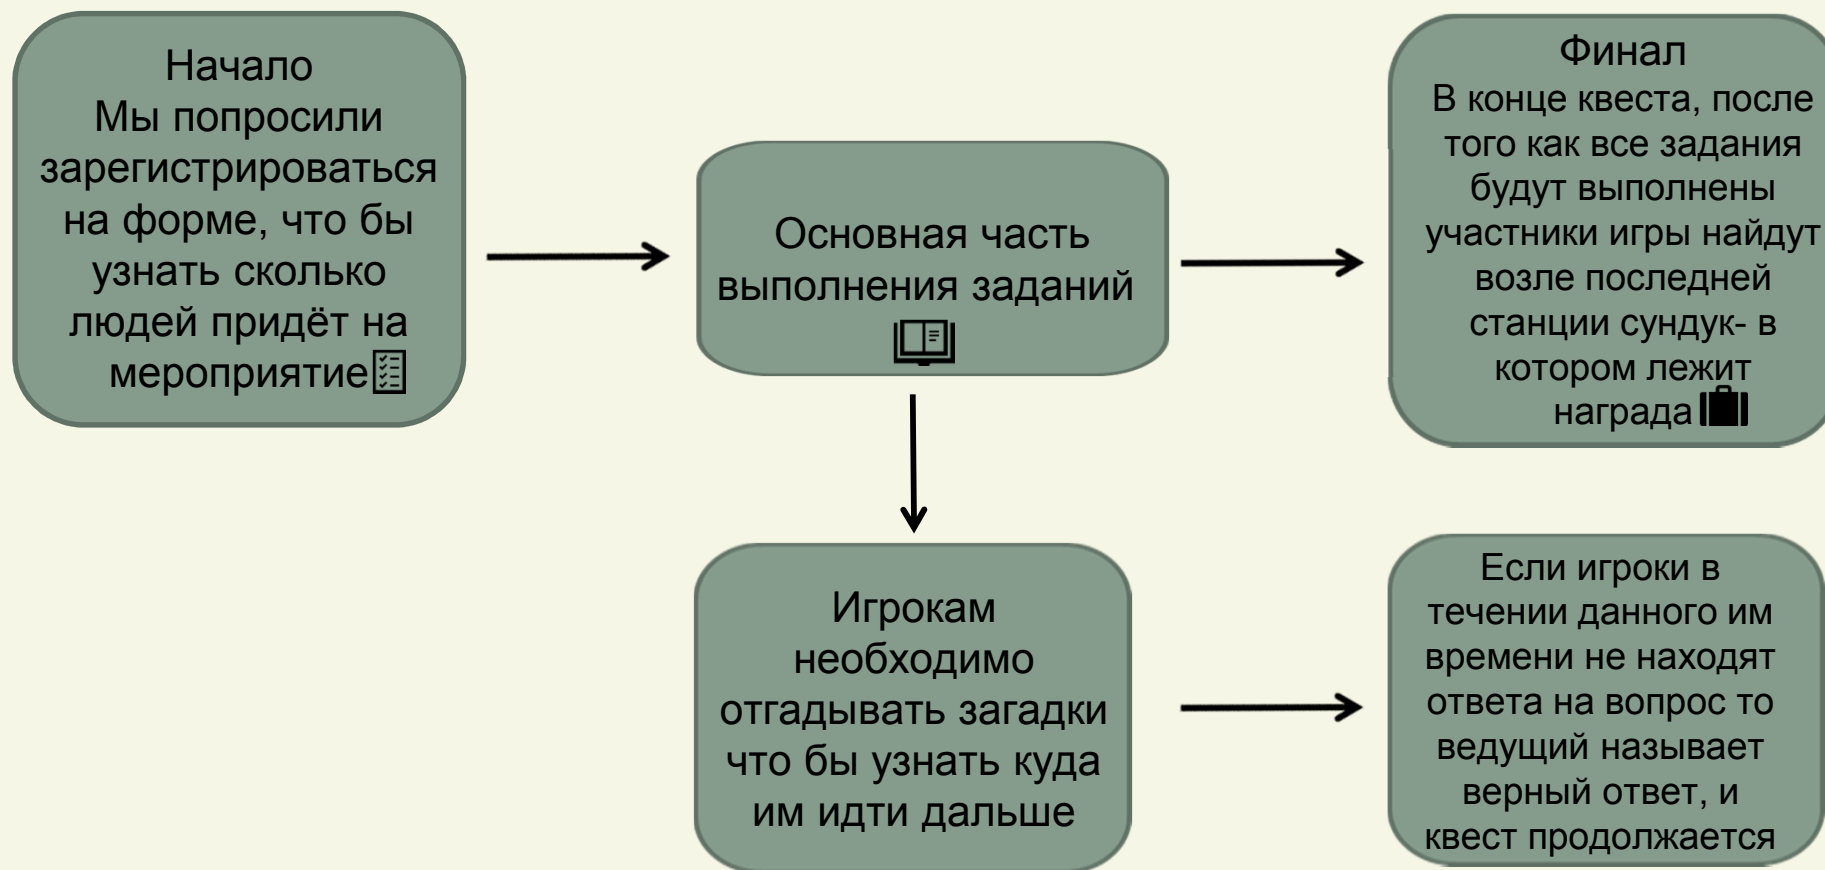 Начало
Мы попросили
зарегистрироваться
на форме, что бы
узнать сколько
людей придёт на
мероприятие
Основная часть
выполнения заданий
Финал
В конце квеста, после
того как все задания
будут выполнены
участники игры найдут
возле последней
станции сундук- в
котором лежит
награда
Игрокам
необходимо
отгадывать загадки
что бы узнать куда
им идти дальше
Если игроки в
течении данного им
времени не находят
ответа на вопрос то
ведущий называет
верный ответ, и
квест продолжается